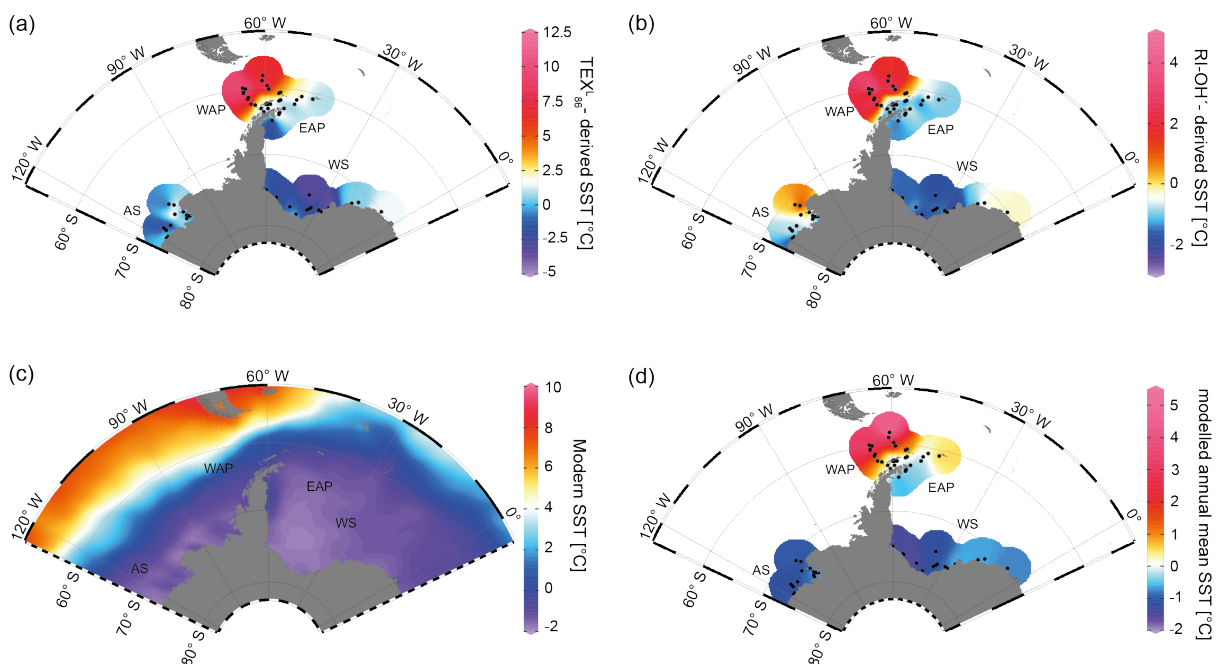 (a)
60° W
90° W
30° W
120° W
0°
60° S
70° S
80° S
WAP
EAP
WS
AS
12.5
10
7.5
5
2.5
0
12.5
-2.5
-5
TEX^L_86- derived SST [°C]
(b)
60° W
90° W
30° W
120° W
0°
60° S
70° S
80° S
WAP
EAP
WS
AS
4
2
0
-2
RI-OH´- derived SST [°C]
(c)
60° W
90° W
30° W
120° W
0°
60° S
70° S
80° S
WAP
EAP
WS
AS
10
8
6
4
2
0
-2
Modern SST [°C]
(d)
60° W
90° W
30° W
120° W
0°
60° S
70° S
80° S
WAP
EAP
WS
AS
5
4
3
2
1
0
-1
-2
modelled annual mean SST [°C]